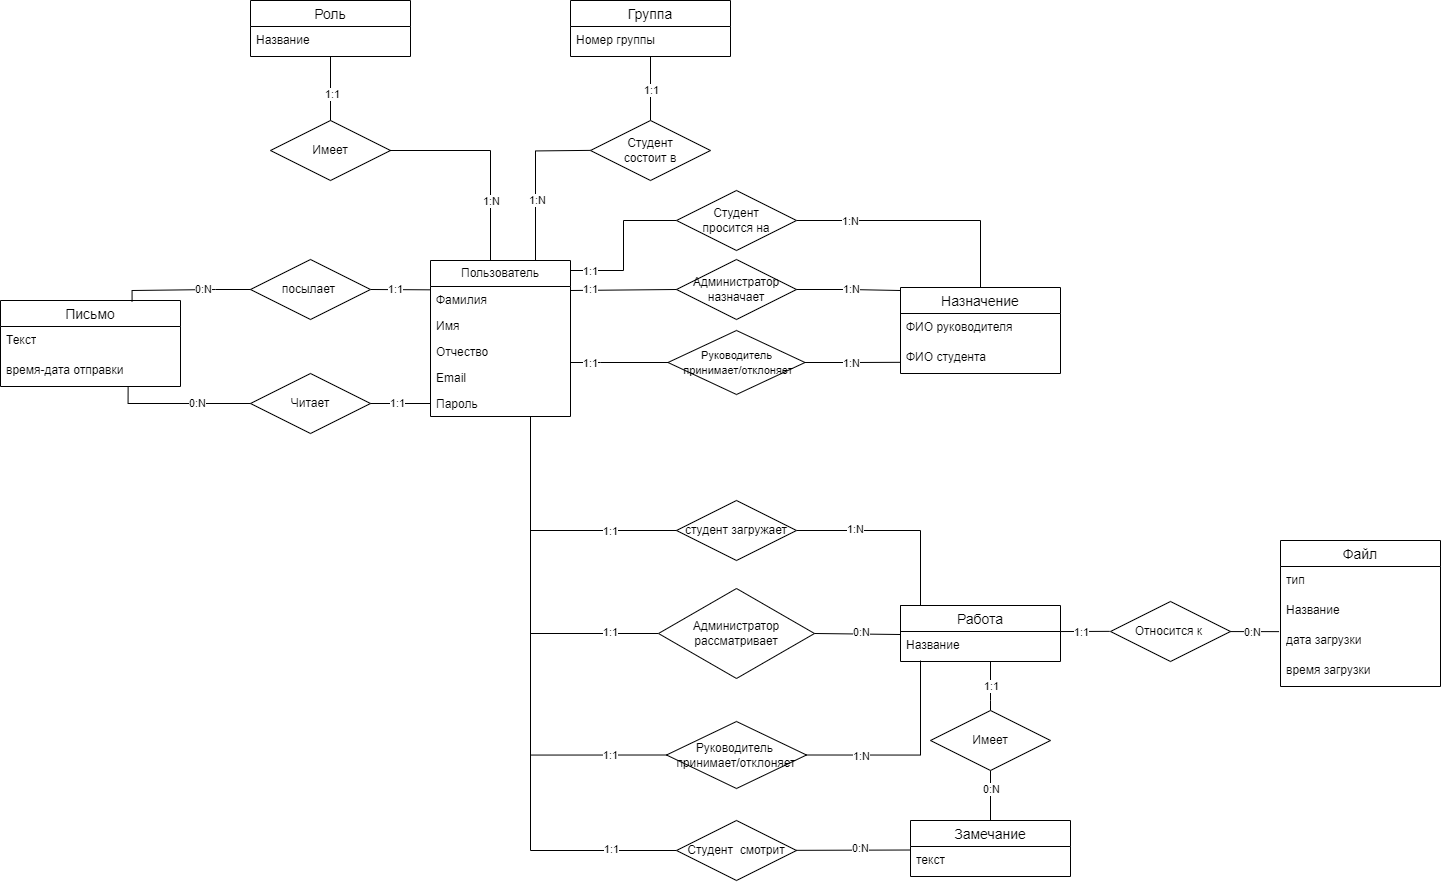 Роль
Название
Группа
Номер группы
1:1
1:1
Имеет
Студент
состоит в
1:N
1:N
Студент
просится на
1:N
1:1
Пользователь
Фамилия
Имя
Отчество
Email
Пароль
0:N
посылает
1:1
1:1
Администратор
назначает
1:N
Назначение
ФИО руководителя
ФИО студента
Письмо
Текст
время-дата отправки
1:1
Руководитель
принимает/отклоняет
1:N
0:N
Читает
1:1
1:1
студент загружает
1:N
Файл
тип
Название
дата загрузки
время загрузки
1:1
Администратор
рассматривает
0:N
Работа
Название
1:1
Относится к
0:N
1:1
Имеет
0:N
1:1
Руководитель
принимает/отклоняет
1:N
1:1
Студент смотрит
0:N
Замечание
текст